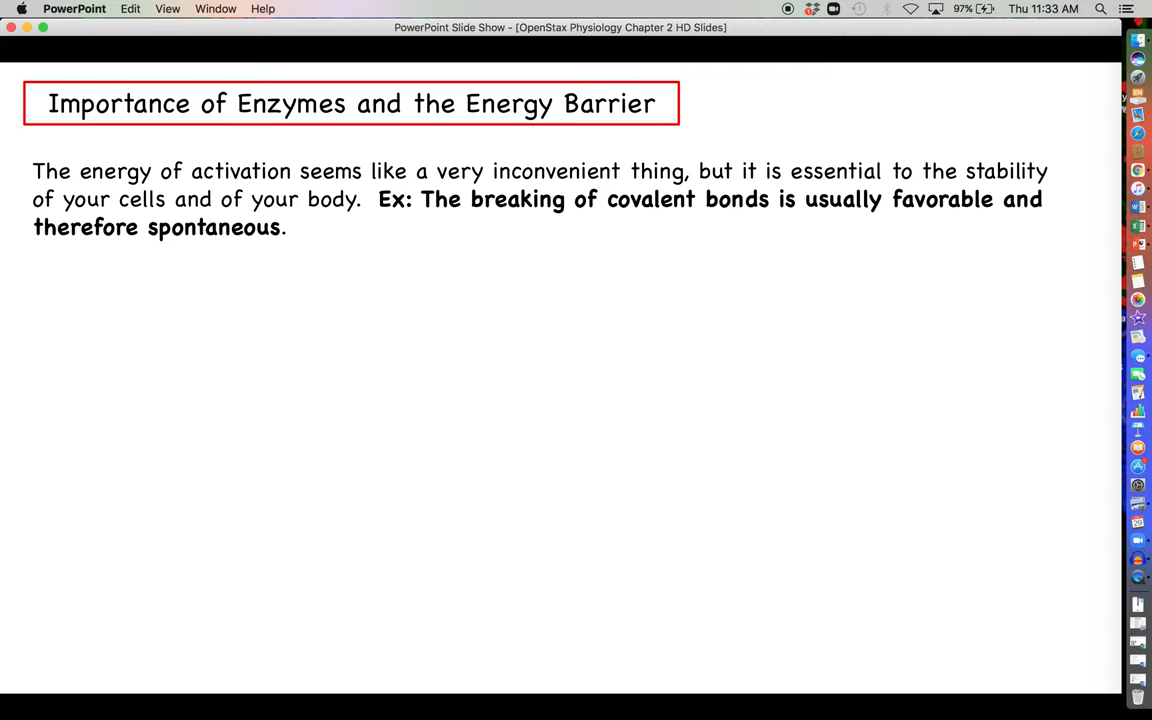 PowerPoint Edit View Window Help 97% Thu 11:33 AM
PowerPoint Slide Show - [OpenStax Physiology Chapter 2 HD Slides]
Importance of Enzymes and the Energy Barrier
The energy of activation seems like a very inconvenient thing, but it is essential to the stability
of your cells and of your body. Ex: The breaking of covalent bonds is usually favorable and
therefore spontaneous.